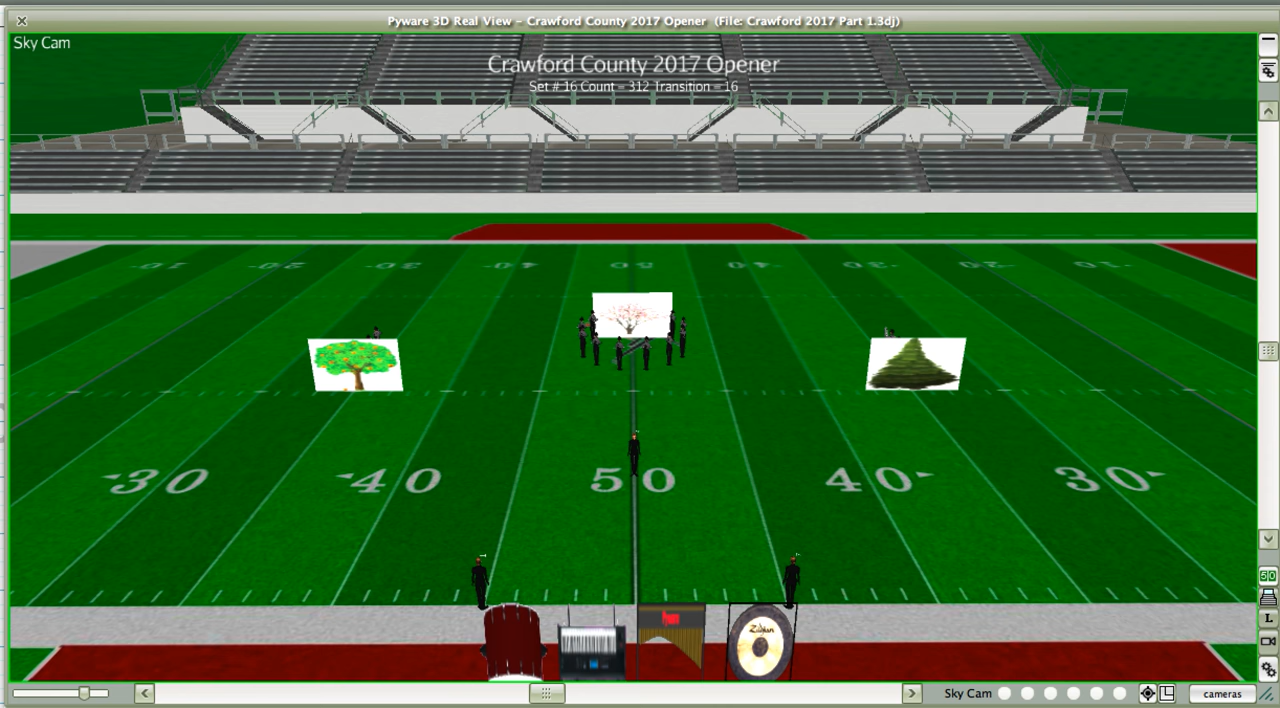 Pyware 3D Real View – Crawford County 2017 Opener (File: Crawford 2017 Part 1.3dj)
Sky Cam
Crawford County 2017 Opener
Set # 16 Count = 312 Transition = 16
10 20 30 40 50 40 30 20 10
30 40 50 40 30
Zildjian
50
L
Sky Cam
cameras